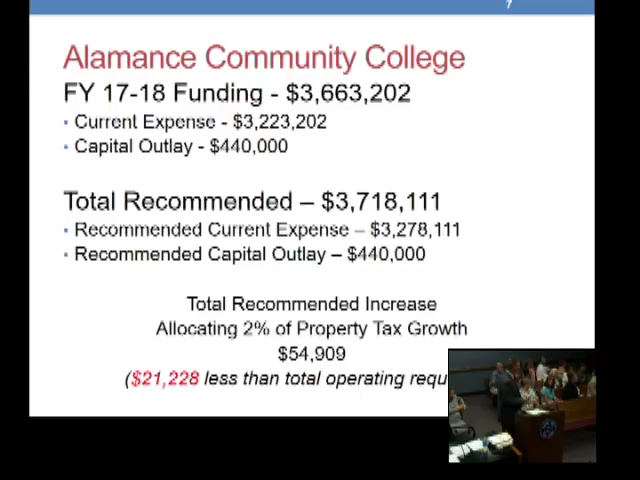 Alamance Community College
FY 17-18 Funding - $3,663,202
• Current Expense - $3,223,202
• Capital Outlay - $440,000
Total Recommended – $3,718,111
• Recommended Current Expense – $3,278,111
• Recommended Capital Outlay – $440,000
Total Recommended Increase
Allocating 2% of Property Tax Growth
$54,909
($21,228 less than total operating requ